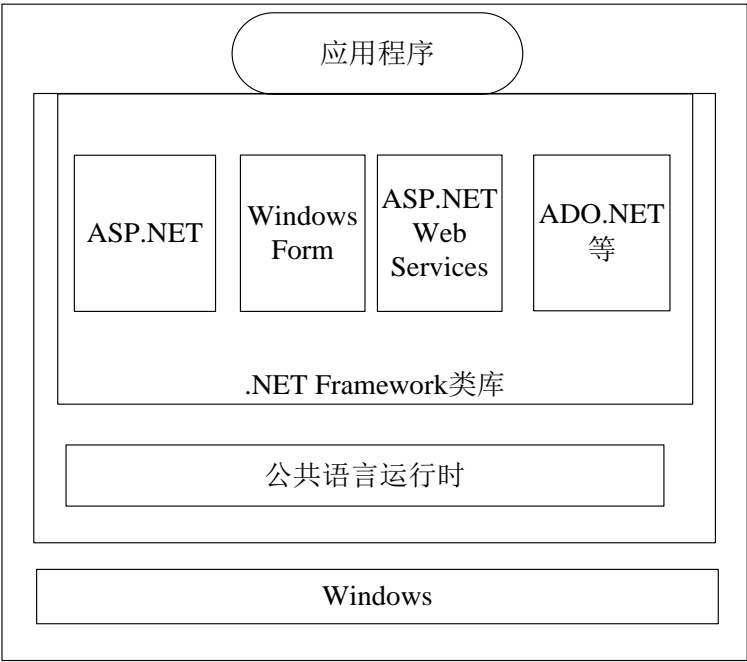 应用程序
ASP.NET
Windows
Form
ASP.NET
Web
Services
ADO.NET
等
.NET Framework类库
公共语言运行时
Windows